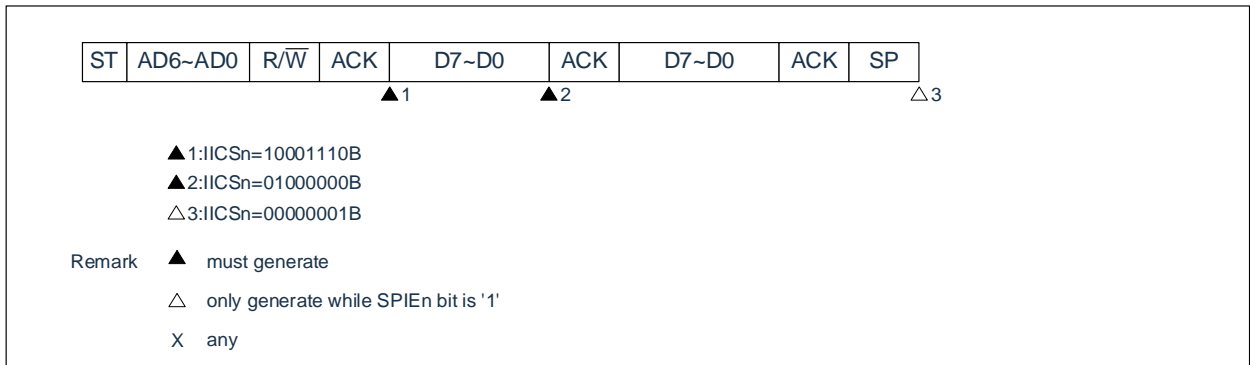 ST AD6~AD0 R/W̅ ACK D7~D0 ACK D7~D0 ACK SP
▲1 ▲2 △3
▲1:IICSn=10001110B
▲2:IICSn=01000000B
△3:IICSn=00000001B
Remark ▲ must generate
△ only generate while SPIEn bit is '1'
X any